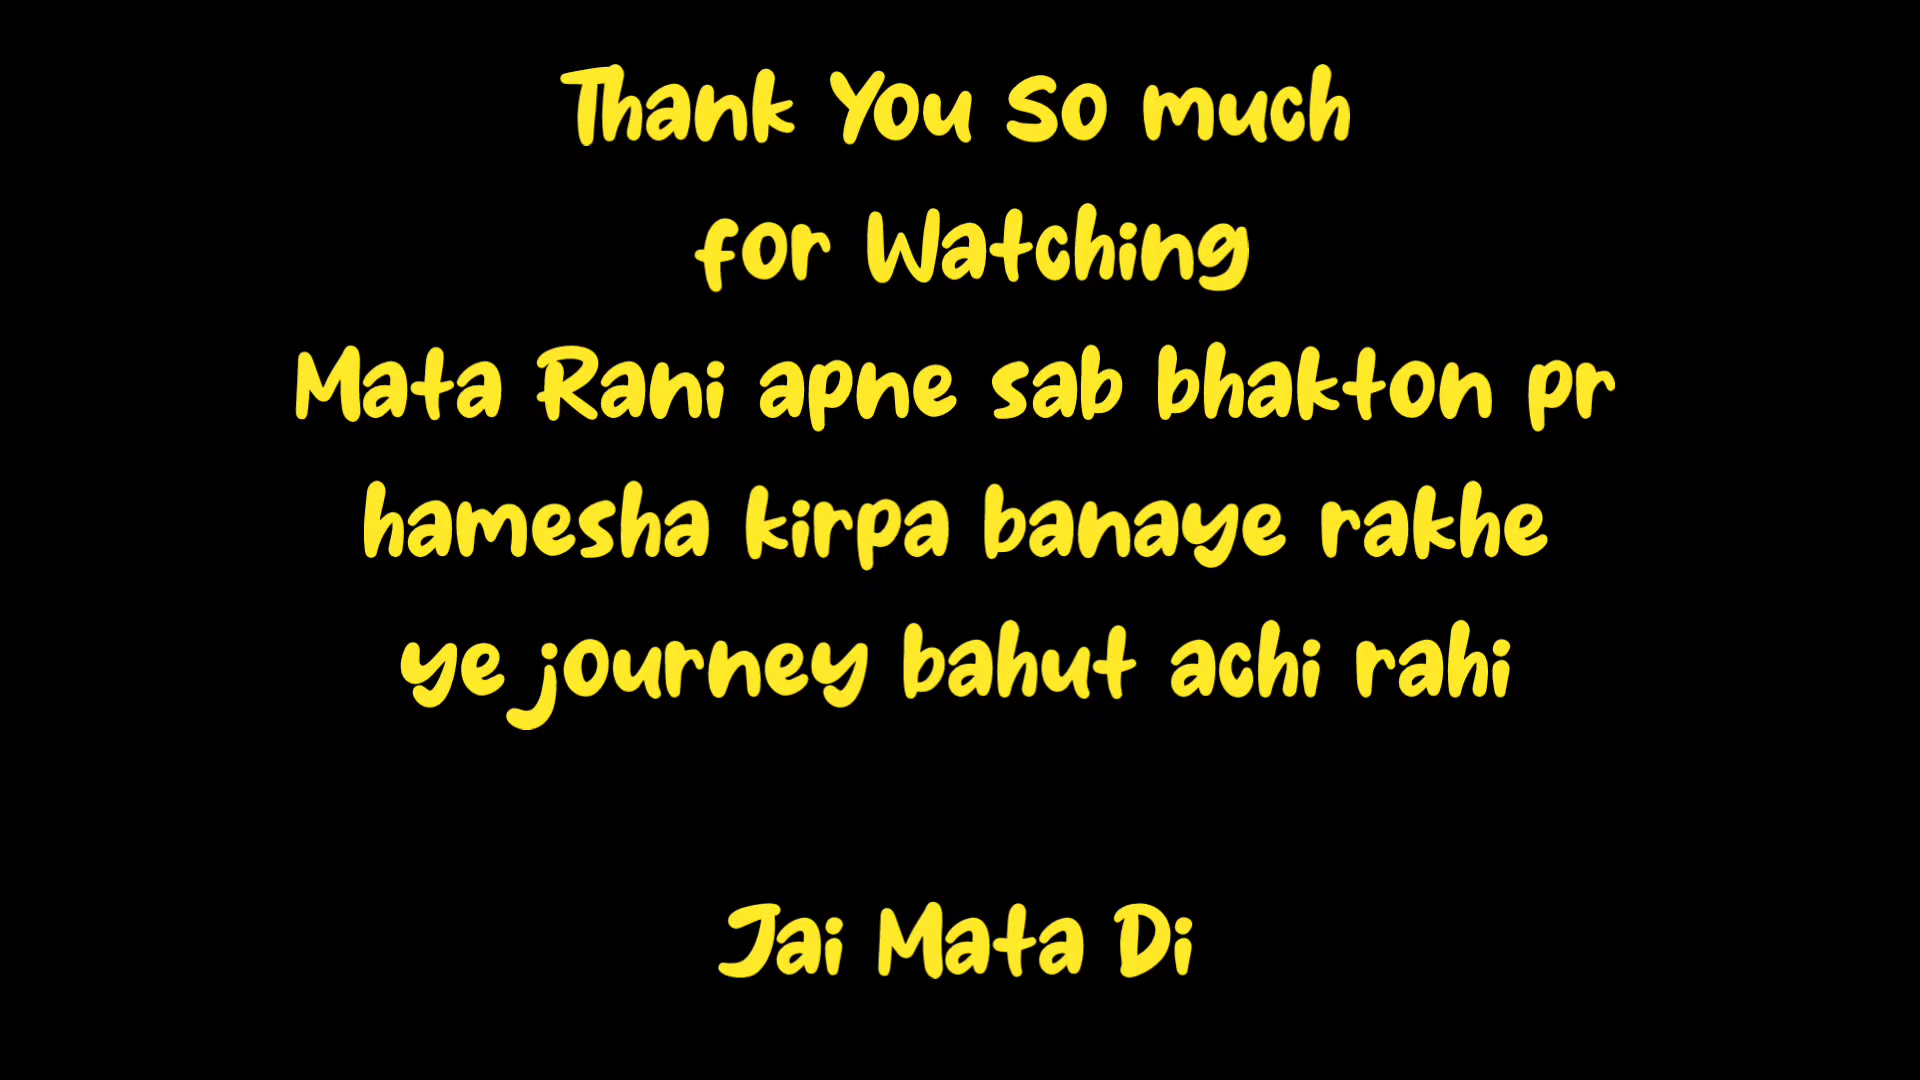 Thank You So much
for Watching
Mata Rani apne sab bhakton pr
hamesha kirpa banaye rakhe
ye journey bahut achi rahi
Jai Mata Di